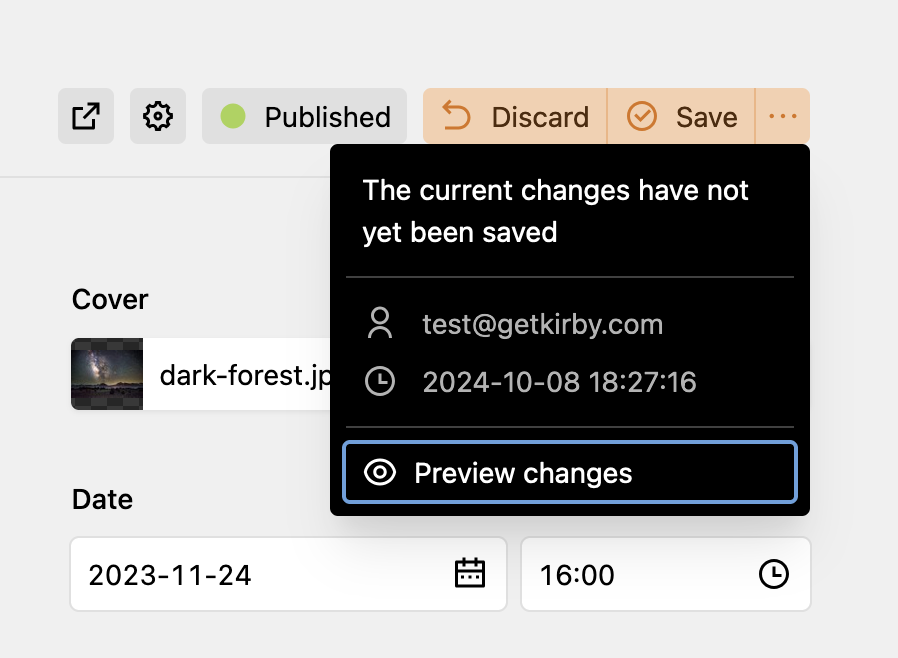 Published
Discard
Save
The current changes have not
yet been saved
test@getkirby.com
2024-10-08 18:27:16
Preview changes
Cover
dark-forest.jp
Date
2023-11-24
16:00